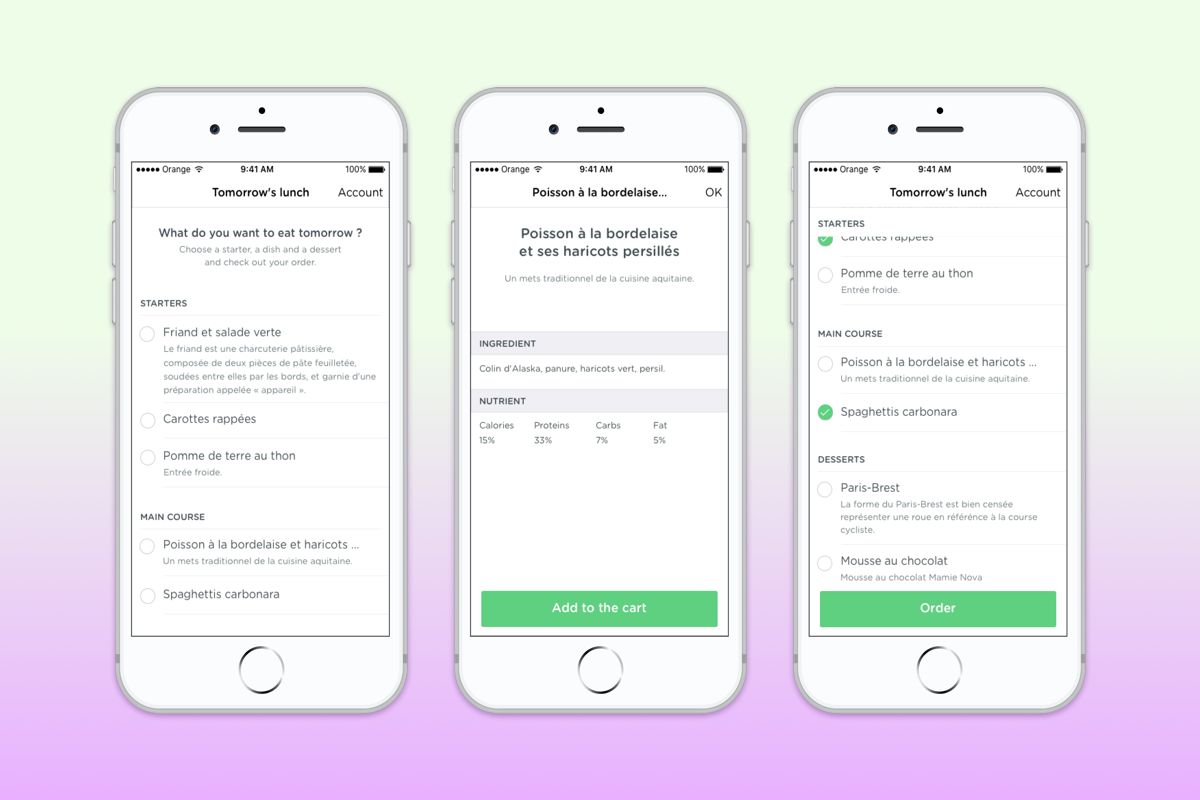 Orange 9:41 AM 100%
Tomorrow's lunch Account
What do you want to eat tomorrow ?
Choose a starter, a dish and a dessert
and check out your order.
STARTERS
Friand et salade verte
Le friand est une charcuterie pâtissière,
composée de deux pièces de pâte feuilletée,
soudées entre elles par les bords, et garnie d'une
préparation appelée « appareil ».
Carottes rappées
Pomme de terre au thon
Entrée froide.
MAIN COURSE
Poisson à la bordelaise et haricots ...
Un mets traditionnel de la cuisine aquitaine.
Spaghettis carbonara
Orange 9:41 AM 100%
Poisson à la bordelaise... OK
Poisson à la bordelaise
et ses haricots persillés
Un mets traditionnel de la cuisine aquitaine.
INGREDIENT
Colin d'Alaska, panure, haricots vert, persil.
NUTRIENT
Calories Proteins Carbs Fat
15% 33% 7% 5%
Add to the cart
Orange 9:41 AM 100%
Tomorrow's lunch Account
STARTERS
Carottes rappées
Pomme de terre au thon
Entrée froide.
MAIN COURSE
Poisson à la bordelaise et haricots ...
Un mets traditionnel de la cuisine aquitaine.
Spaghettis carbonara
DESSERTS
Paris-Brest
La forme du Paris-Brest est bien censée
représenter une roue en référénce à la course
cycliste.
Mousse au chocolat
Mousse au chocolat Mamie Nova
Order